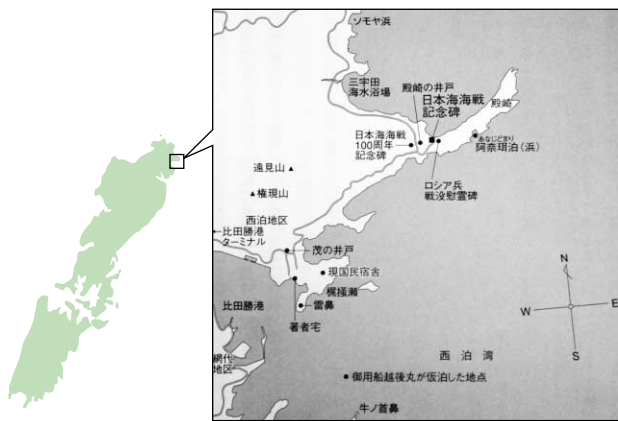 ソモヤ浜
三宇田
海水浴場
殿崎の井戸
日本海海戦
記念碑
殿崎
あなじどまり
阿奈珥泊(浜)
日本海海戦
100周年
記念碑
ロシア兵
戦没慰霊碑
遠見山
権現山
西泊地区
比田勝港
ターミナル
茂の井戸
現国民宿舎
梶掻瀬
雷鼻
比田勝港
著者宅
網代
地区
西泊湾
御用船越後丸が仮泊した地点
牛ノ首鼻
N
W
E
S